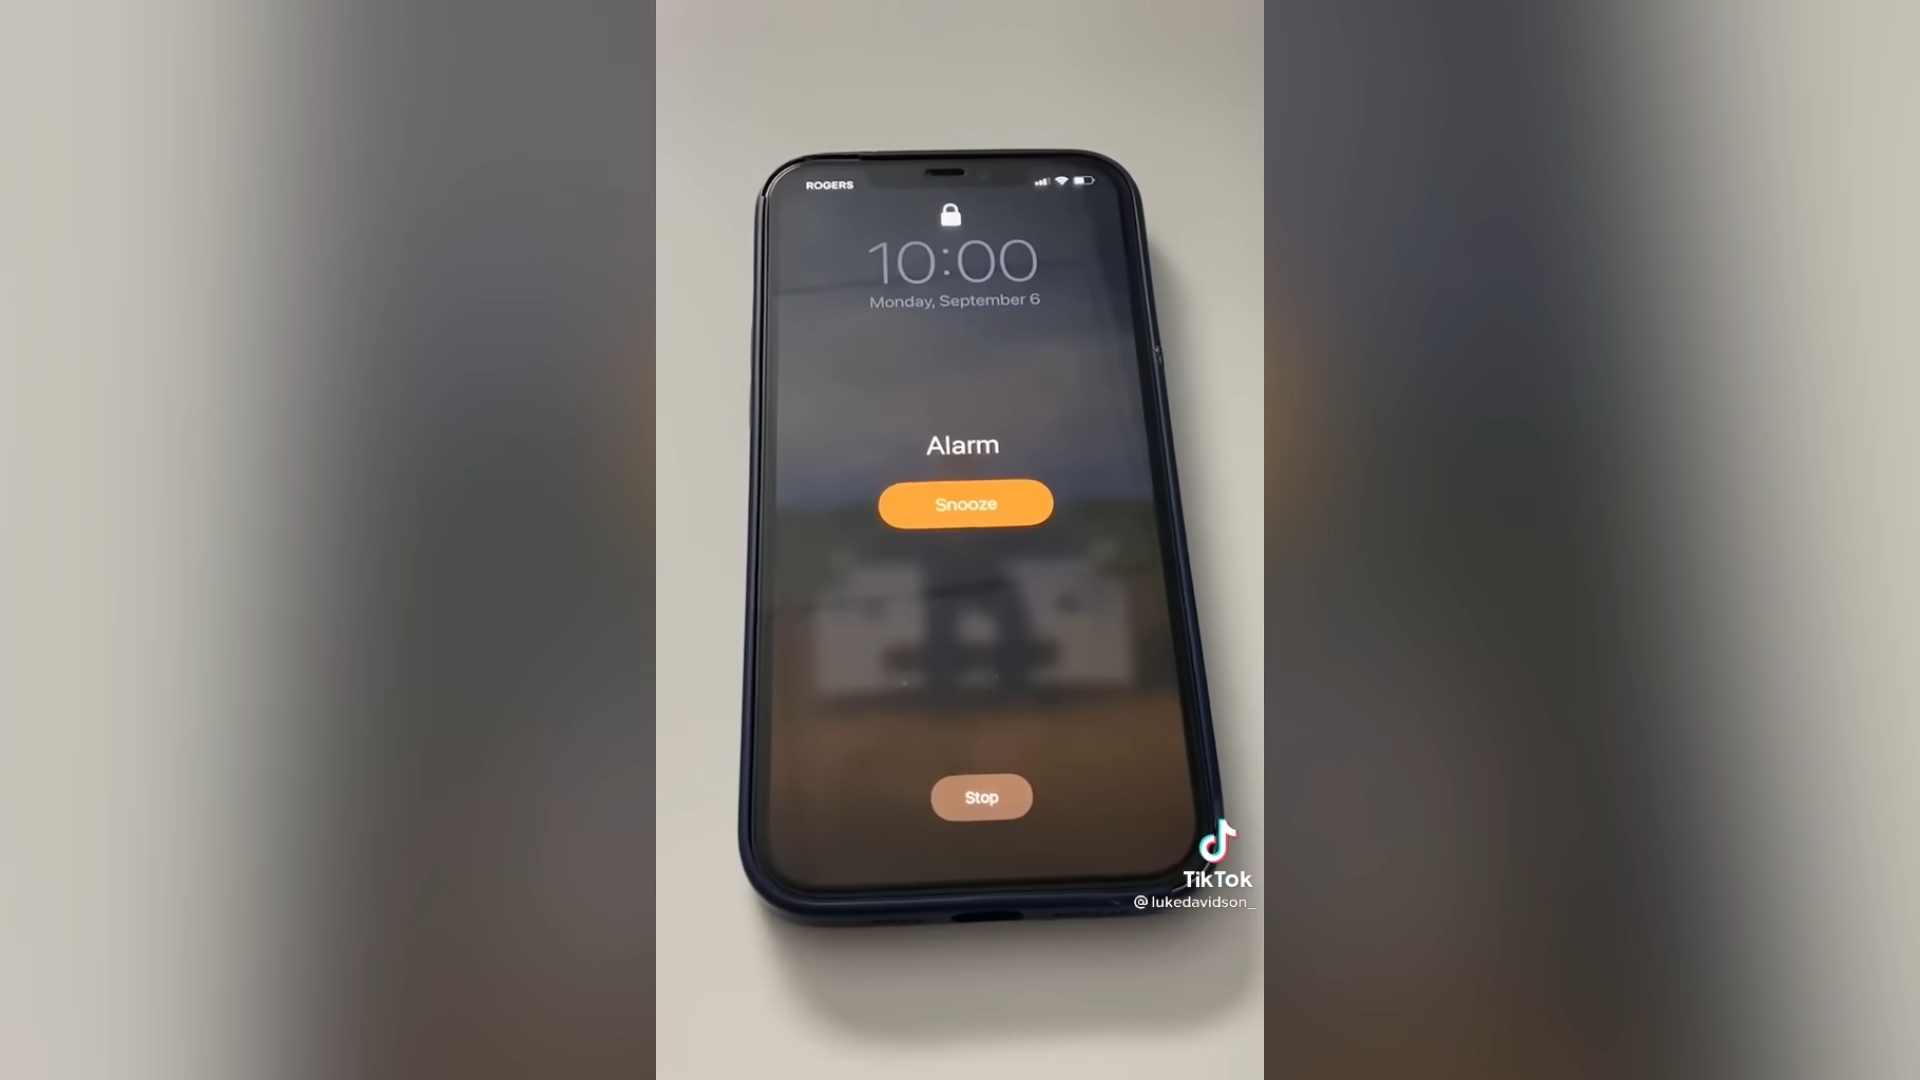 ROGERS
10:00
Monday, September 6
Alarm
Snooze
Stop
TikTok
@lukedavidson_